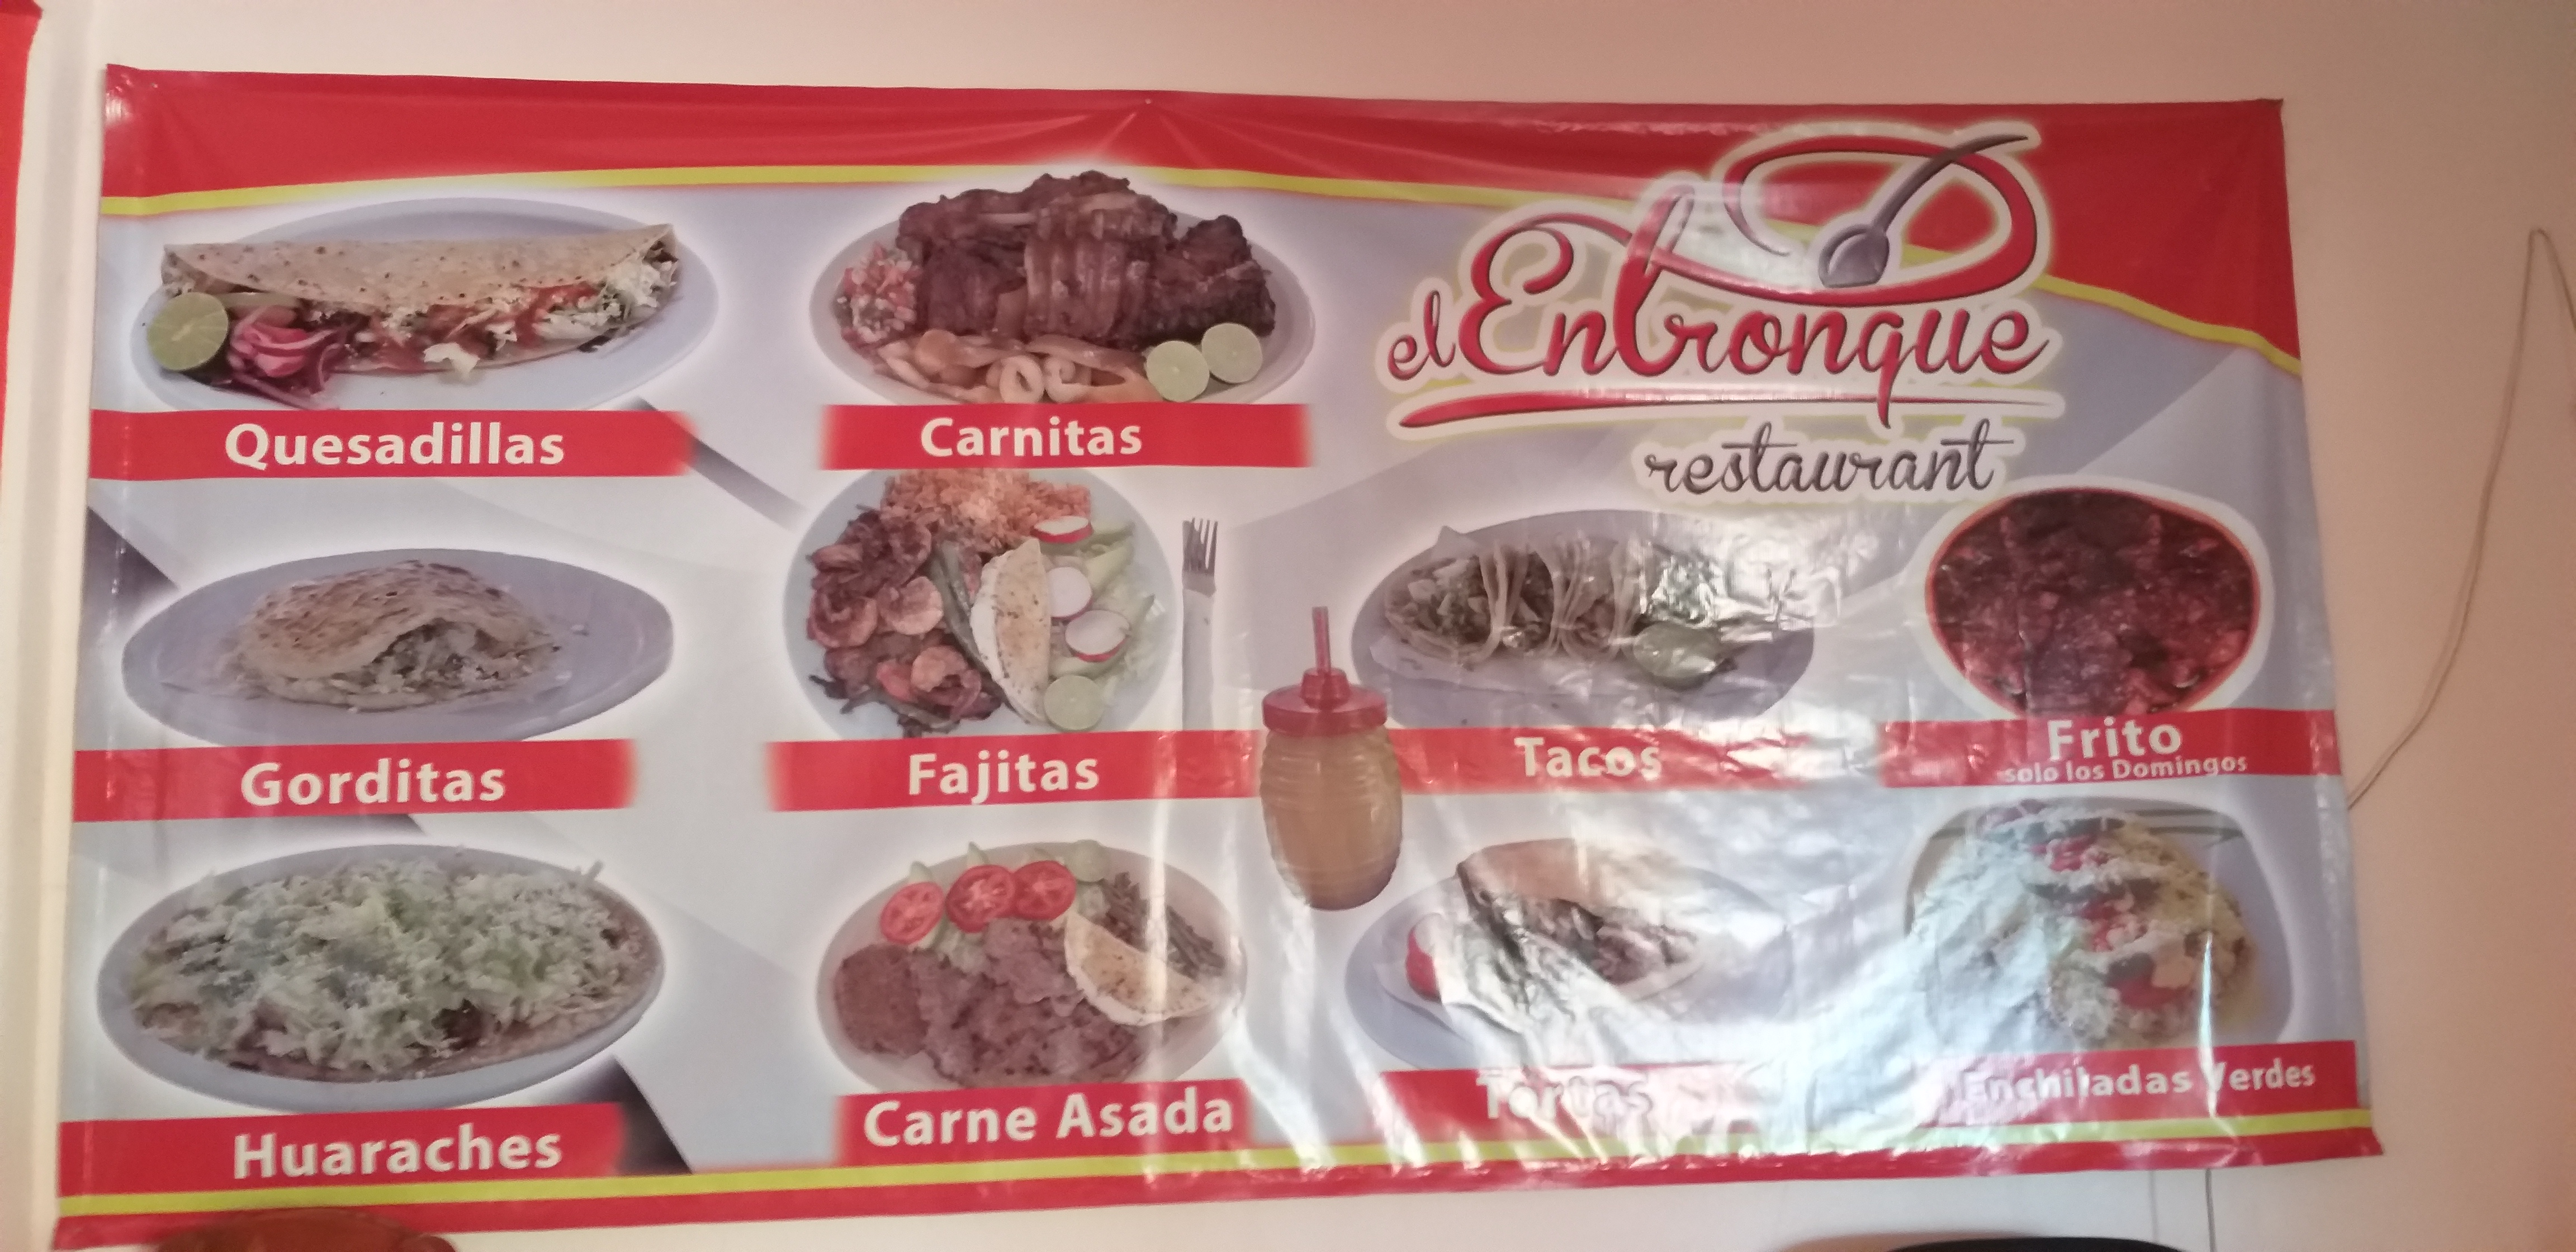 el Entronque
restaurant
Quesadillas
Carnitas
Gorditas
Fajitas
Tacos
Frito
solo los Domingos
Huaraches
Carne Asada
Tortas
Enchiladas Verdes